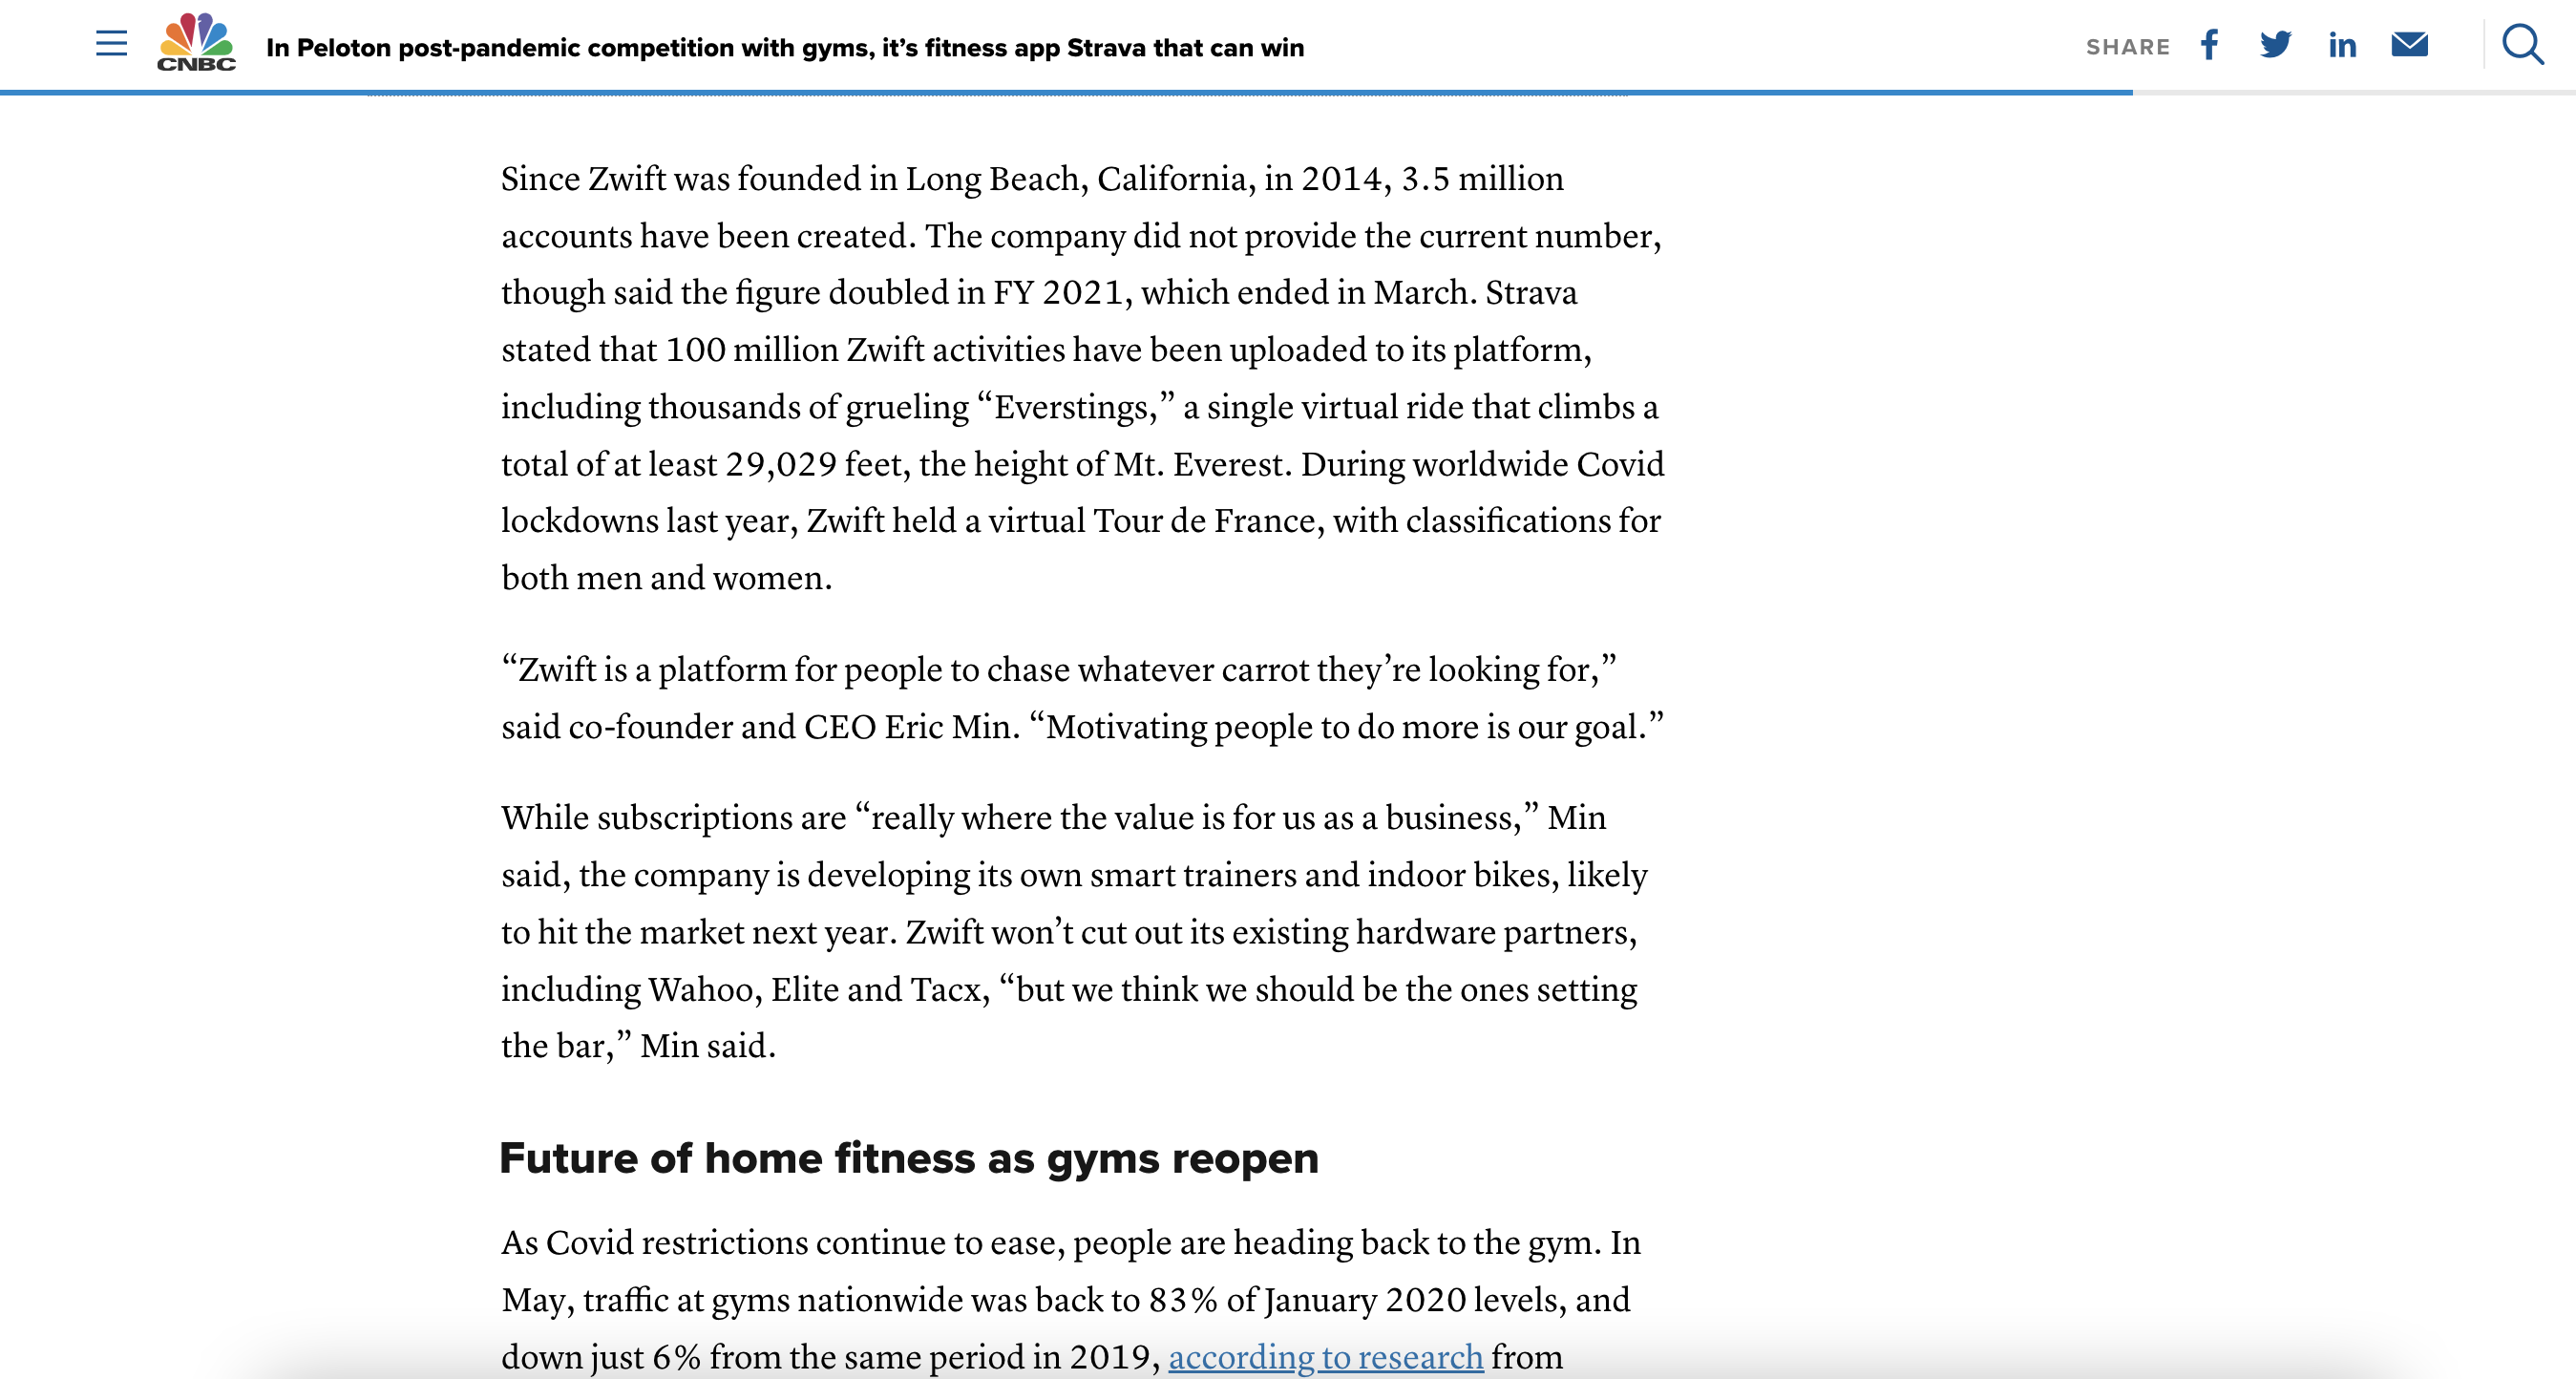 CNBC
In Peloton post-pandemic competition with gyms, it’s fitness app Strava that can win
SHARE
Since Zwift was founded in Long Beach, California, in 2014, 3.5 million
accounts have been created. The company did not provide the current number,
though said the figure doubled in FY 2021, which ended in March. Strava
stated that 100 million Zwift activities have been uploaded to its platform,
including thousands of grueling “Everstings,” a single virtual ride that climbs a
total of at least 29,029 feet, the height of Mt. Everest. During worldwide Covid
lockdowns last year, Zwift held a virtual Tour de France, with classifications for
both men and women.
“Zwift is a platform for people to chase whatever carrot they’re looking for,”
said co-founder and CEO Eric Min. “Motivating people to do more is our goal.”
While subscriptions are “really where the value is for us as a business,” Min
said, the company is developing its own smart trainers and indoor bikes, likely
to hit the market next year. Zwift won’t cut out its existing hardware partners,
including Wahoo, Elite and Tacx, “but we think we should be the ones setting
the bar,” Min said.
Future of home fitness as gyms reopen
As Covid restrictions continue to ease, people are heading back to the gym. In
May, traffic at gyms nationwide was back to 83% of January 2020 levels, and
down just 6% from the same period in 2019, according to research from